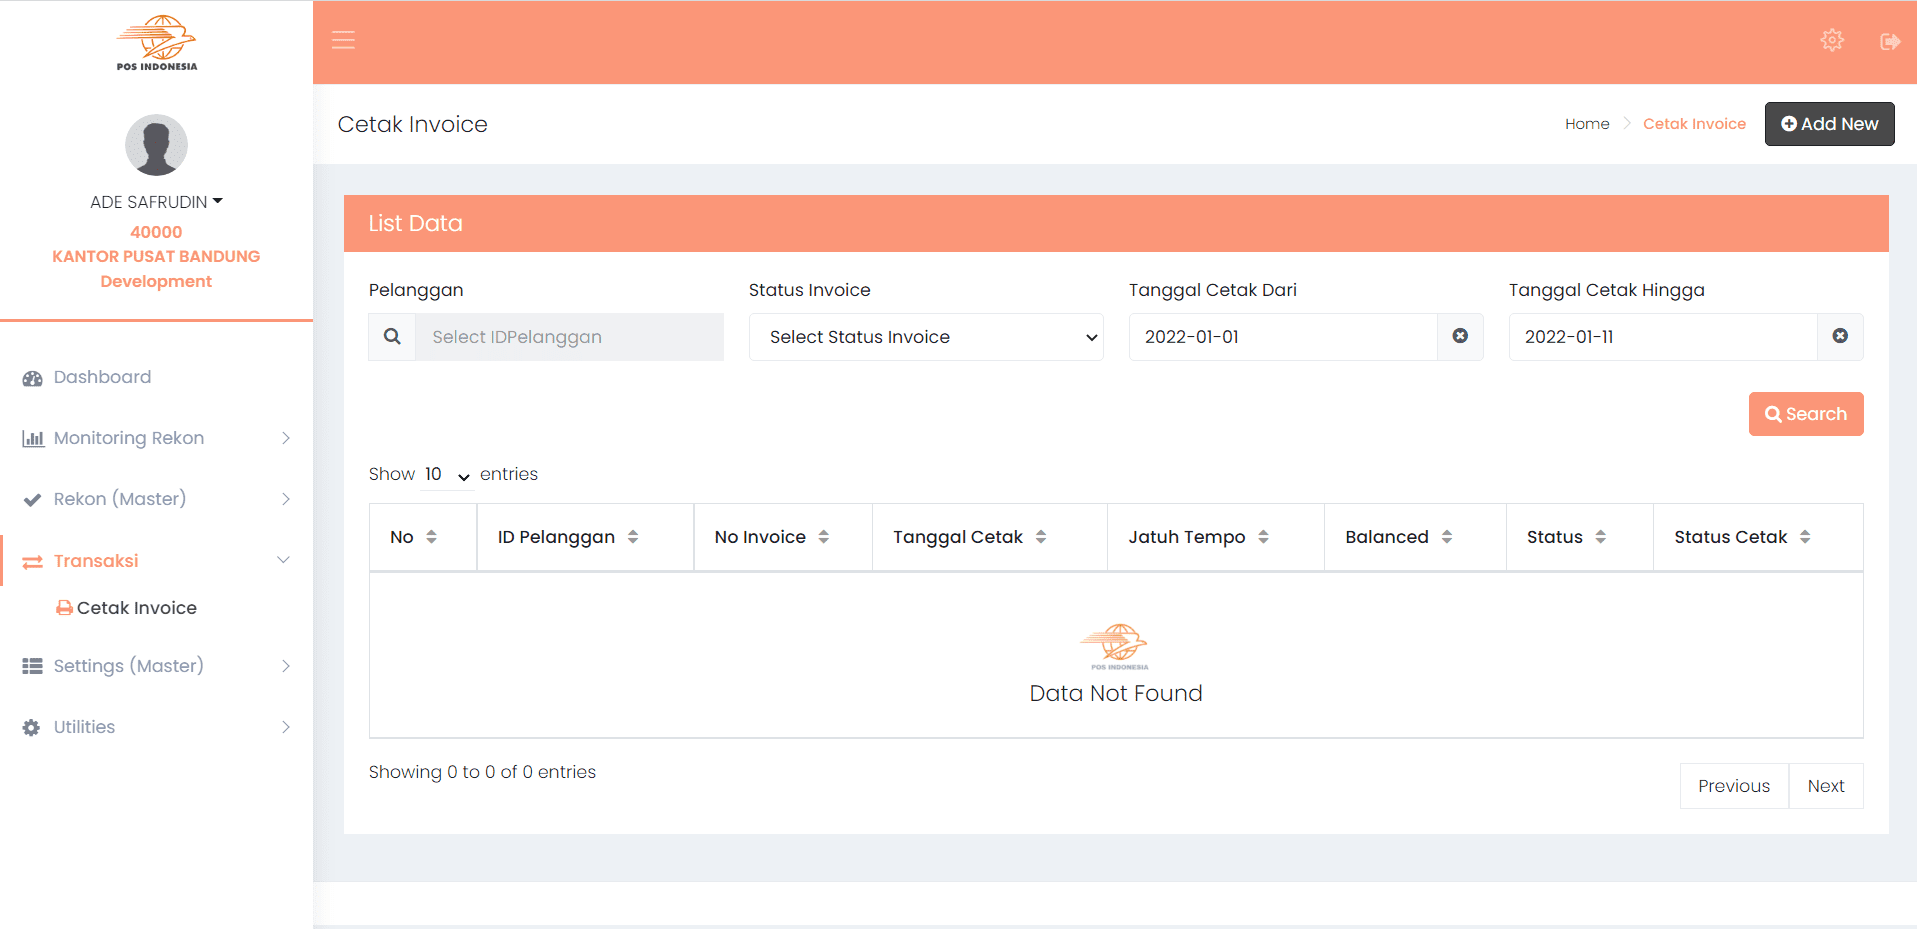 POS INDONESIA
ADE SAFRUDIN
40000
KANTOR PUSAT BANDUNG
Development
Dashboard
Monitoring Rekon
Rekon (Master)
Transaksi
Cetak Invoice
Settings (Master)
Utilities
Cetak Invoice
Home Cetak Invoice Add New
List Data
Pelanggan Status Invoice Tanggal Cetak Dari Tanggal Cetak Hingga
Select IDPelanggan Select Status Invoice 2022-01-01 2022-01-11
Search
Show 10 entries
No ID Pelanggan No Invoice Tanggal Cetak Jatuh Tempo Balanced Status Status Cetak
POS INDONESIA
Data Not Found
Showing 0 to 0 of 0 entries
Previous Next